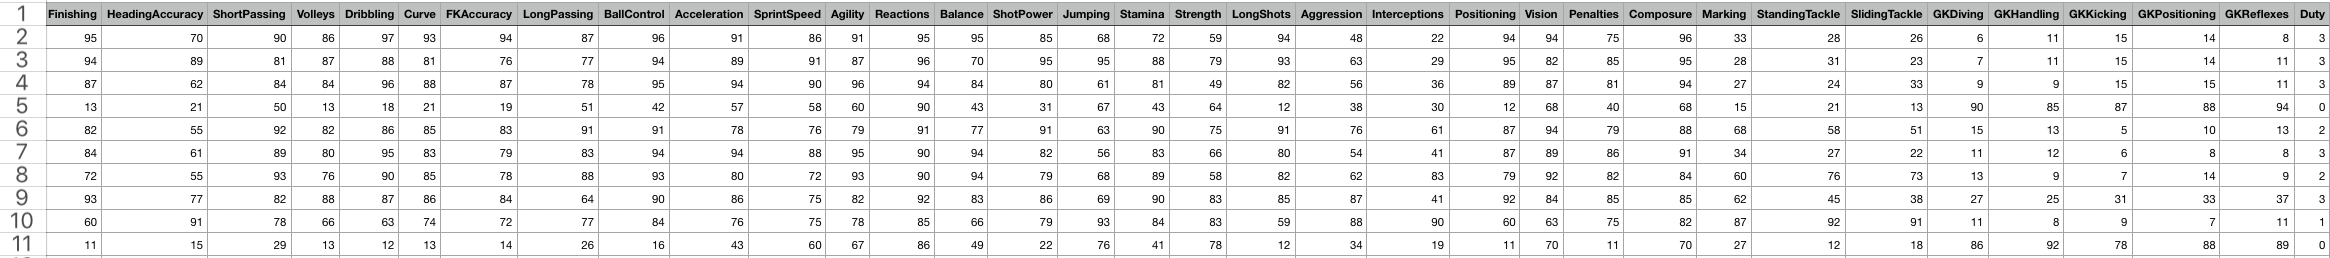 1 Finishing HeadingAccuracy ShortPassing Volleys Dribbling Curve FKAccuracy LongPassing BallControl Acceleration SprintSpeed Agility Reactions Balance ShotPower Jumping Stamina Strength LongShots Aggression Interceptions Positioning Vision Penalties Composure Marking StandingTackle SlidingTackle GKDiving GKHandling GKKicking GKPositioning GKReflexes Duty
2 95 70 90 86 97 93 94 87 96 91 86 91 95 95 85 68 72 59 94 48 22 94 94 75 96 33 28 26 6 11 15 14 8 3
3 94 89 81 87 88 81 76 77 94 89 91 87 96 70 95 95 88 79 93 63 29 95 82 85 95 28 31 23 7 11 15 14 11 3
4 87 62 84 84 96 88 87 78 95 94 90 96 94 84 80 61 81 49 82 56 36 89 87 81 94 27 24 33 9 9 15 15 11 3
5 13 21 50 13 18 21 19 51 42 57 58 60 90 43 31 67 43 64 12 38 30 12 68 40 68 15 21 13 90 85 87 88 94 0
6 82 55 92 82 86 85 83 91 91 78 76 79 91 77 91 63 90 75 91 76 61 87 94 79 88 68 58 51 15 13 5 10 13 2
7 84 61 89 80 95 83 79 83 94 94 88 95 90 94 82 56 83 66 80 54 41 87 89 86 91 34 27 22 11 12 6 8 8 3
8 72 55 93 76 90 85 78 88 93 80 72 93 90 94 79 68 89 58 82 62 83 79 92 82 84 60 76 73 13 9 7 14 9 2
9 93 77 82 88 87 86 84 64 90 86 75 82 92 83 86 69 90 83 85 87 41 92 84 85 85 62 45 38 27 25 31 33 37 3
10 60 91 78 66 63 74 72 77 84 76 75 78 85 66 79 93 84 83 59 88 90 60 63 75 82 87 92 91 11 8 9 7 11 1
11 11 15 29 13 12 13 14 26 16 43 60 67 86 49 22 76 41 78 12 34 19 11 70 11 70 27 12 18 86 92 78 88 89 0